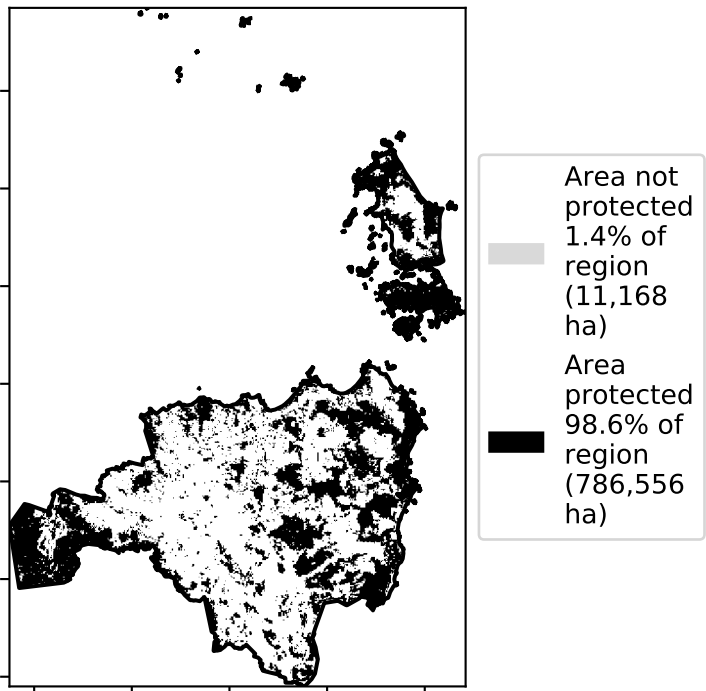 Area not
protected
1.4% of
region
(11,168
ha)
Area
protected
98.6% of
region
(786,556
ha)